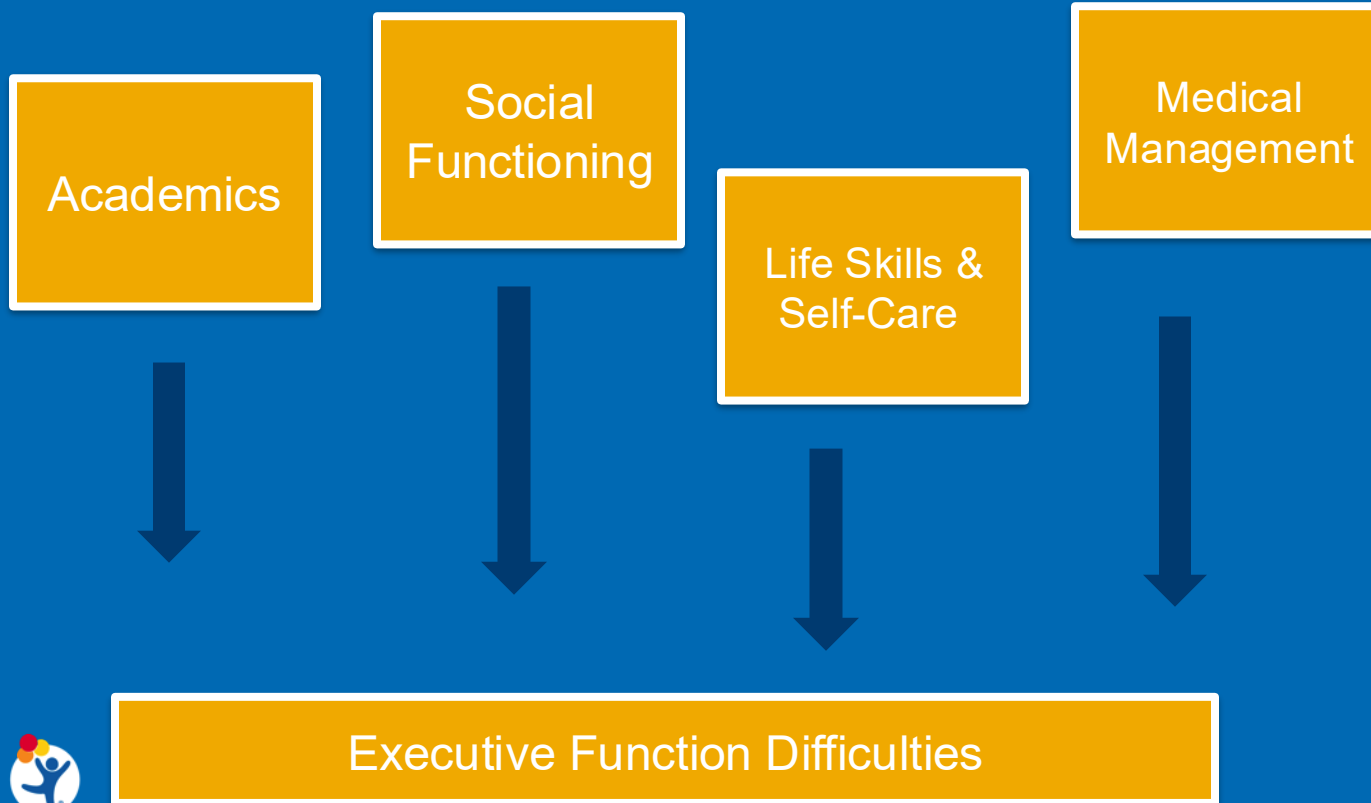 Academics
Social
Functioning
Life Skills &
Self-Care
Medical
Management
Executive Function Difficulties